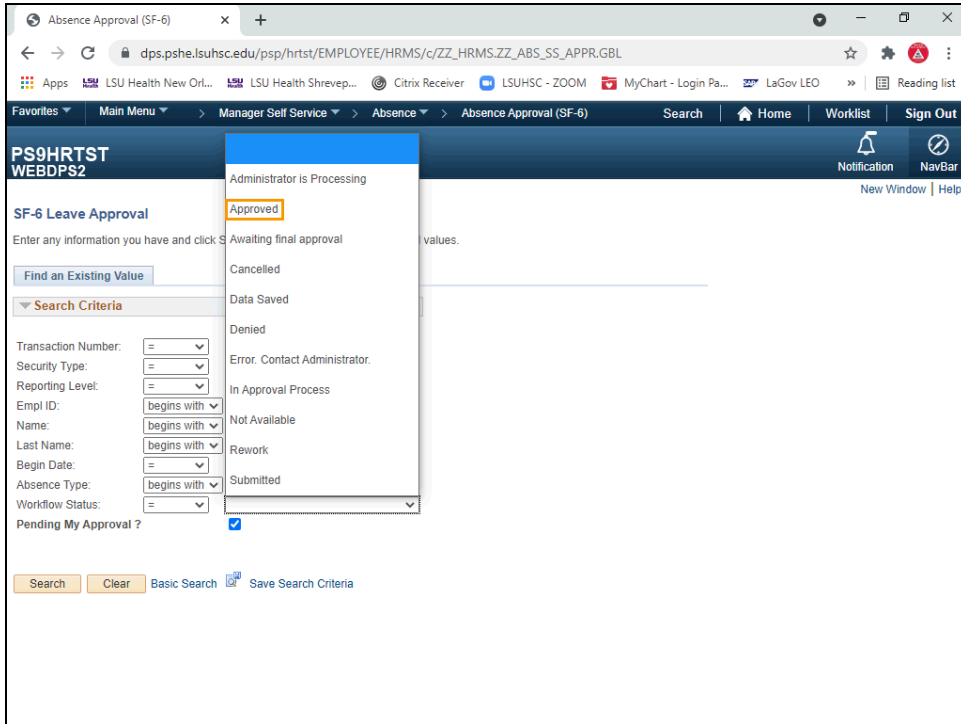 Absence Approval (SF-6)
dps.pshe.lsuhsc.edu/psp/hrtst/EMPLOYEE/HRMS/c/ZZ_HRMS.ZZ_ABS_SS_APPR.GBL
Apps LSU Health LSU Health New Orl... LSU Health LSU Health Shrevep... Citrix Receiver LSUHSC - ZOOM MyChart - Login Pa... SAP LaGov LEO » Reading list
Favorites Main Menu > Manager Self Service > Absence > Absence Approval (SF-6) Search Home Worklist Sign Out
PS9HRTST
WEBDPS2
Notification NavBar
New Window | Help
SF-6 Leave Approval
Enter any information you have and click S values.
Find an Existing Value
Search Criteria
Administrator is Processing
Approved
Awaiting final approval
Cancelled
Data Saved
Denied
Error. Contact Administrator.
In Approval Process
Not Available
Rework
Submitted
Transaction Number: =
Security Type: =
Reporting Level: =
Empl ID: begins with
Name: begins with
Last Name: begins with
Begin Date: =
Absence Type: begins with
Workflow Status: =
Pending My Approval ?
Search Clear Basic Search Save Search Criteria